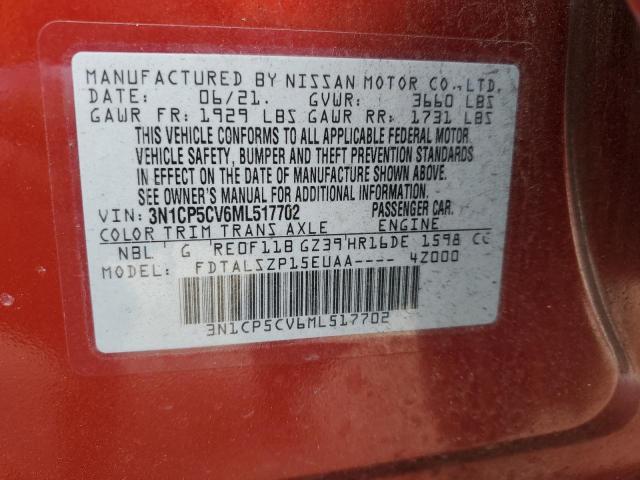 MANUFACTURED BY NISSAN MOTOR CO.,LTD.
DATE: 06/21. GVWR: 3660 LBS
GAWR FR: 1929 LBS GAWR RR: 1731 LBS
THIS VEHICLE CONFORMS TO ALL APPLICABLE FEDERAL MOTOR
VEHICLE SAFETY, BUMPER AND THEFT PREVENTION STANDARDS
IN EFFECT ON THE DATE OF MANUFACTURE SHOWN ABOVE.
SEE OWNER'S MANUAL FOR ADDITIONAL INFORMATION.
VIN: 3N1CP5CV6ML517702 PASSENGER CAR.
COLOR TRIM TRANS AXLE ENGINE
NBL G RE0F11B GZ39 HR16DE 1598 CC
MODEL: FDTALSZP15EUAA---- 4Z000
3N1CP5CV6ML517702